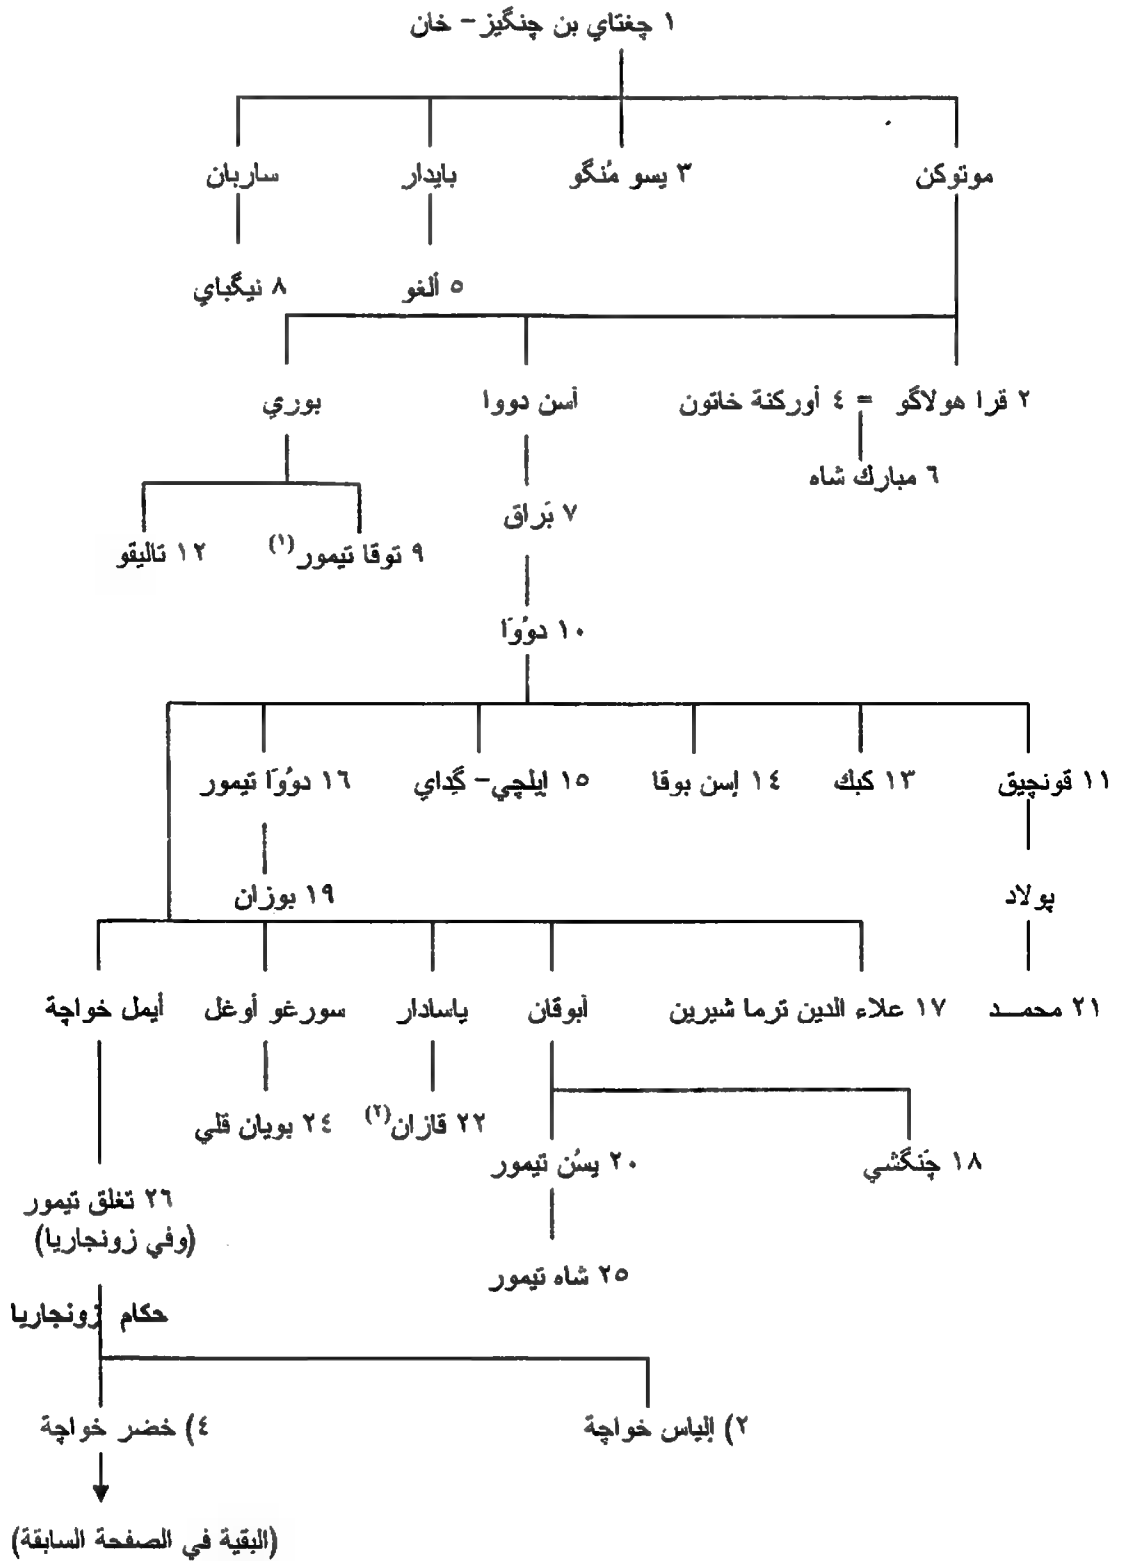 ١ چغتاي بن چنگيز - خان
موتوكن
٣ يسو مُنگو
بايدار
ساربان
٥ ألغو
٨ نيگباي
٢ قرا هولاگو = ٤ أوركنة خاتون
أسن دووا
بوري
٦ مبارك شاه
٧ بَراق
٩ توقا تيمور (١)
١٢ تاليقو
١٠ دوُوَا
١١ قونچيق
١٣ كبك
١٤ إسن بوقا
١٥ إيلچي - گِداي
١٦ دوُوَا تيمور
پولاد
١٩ بوزان
٢١ محمـــد
١٧ علاء الدين ترما شيرين
أبوقان
ياسادار
سورغو أوغل
أيمل خواچة
١٨ چَنگشي
٢٠ يسُن تيمور
٢٢ قازان (٢)
٢٤ بويان قلي
٢٦ تغلق تيمور
(وفي زونجاريا)
٢٥ شاه تيمور
حكام زونجاريا
٢) إلياس خواچة
٤) خضر خواچة
(البقية في الصفحة السابقة)